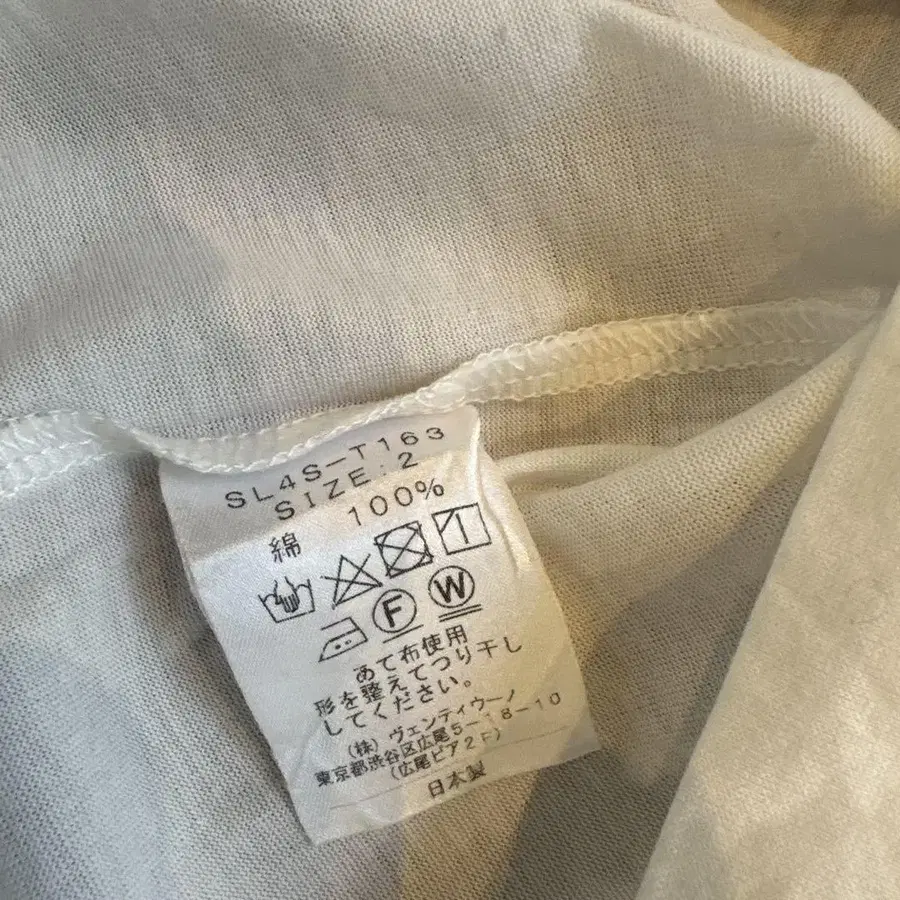 SL4S-T163
SIZE:2
綿 100%
F W
あて布使用
形を整えてつり干し
してください。
(株)ヴェンティウーノ
東京都渋谷区広尾5-18-10
(広尾ピア2F)
日本製